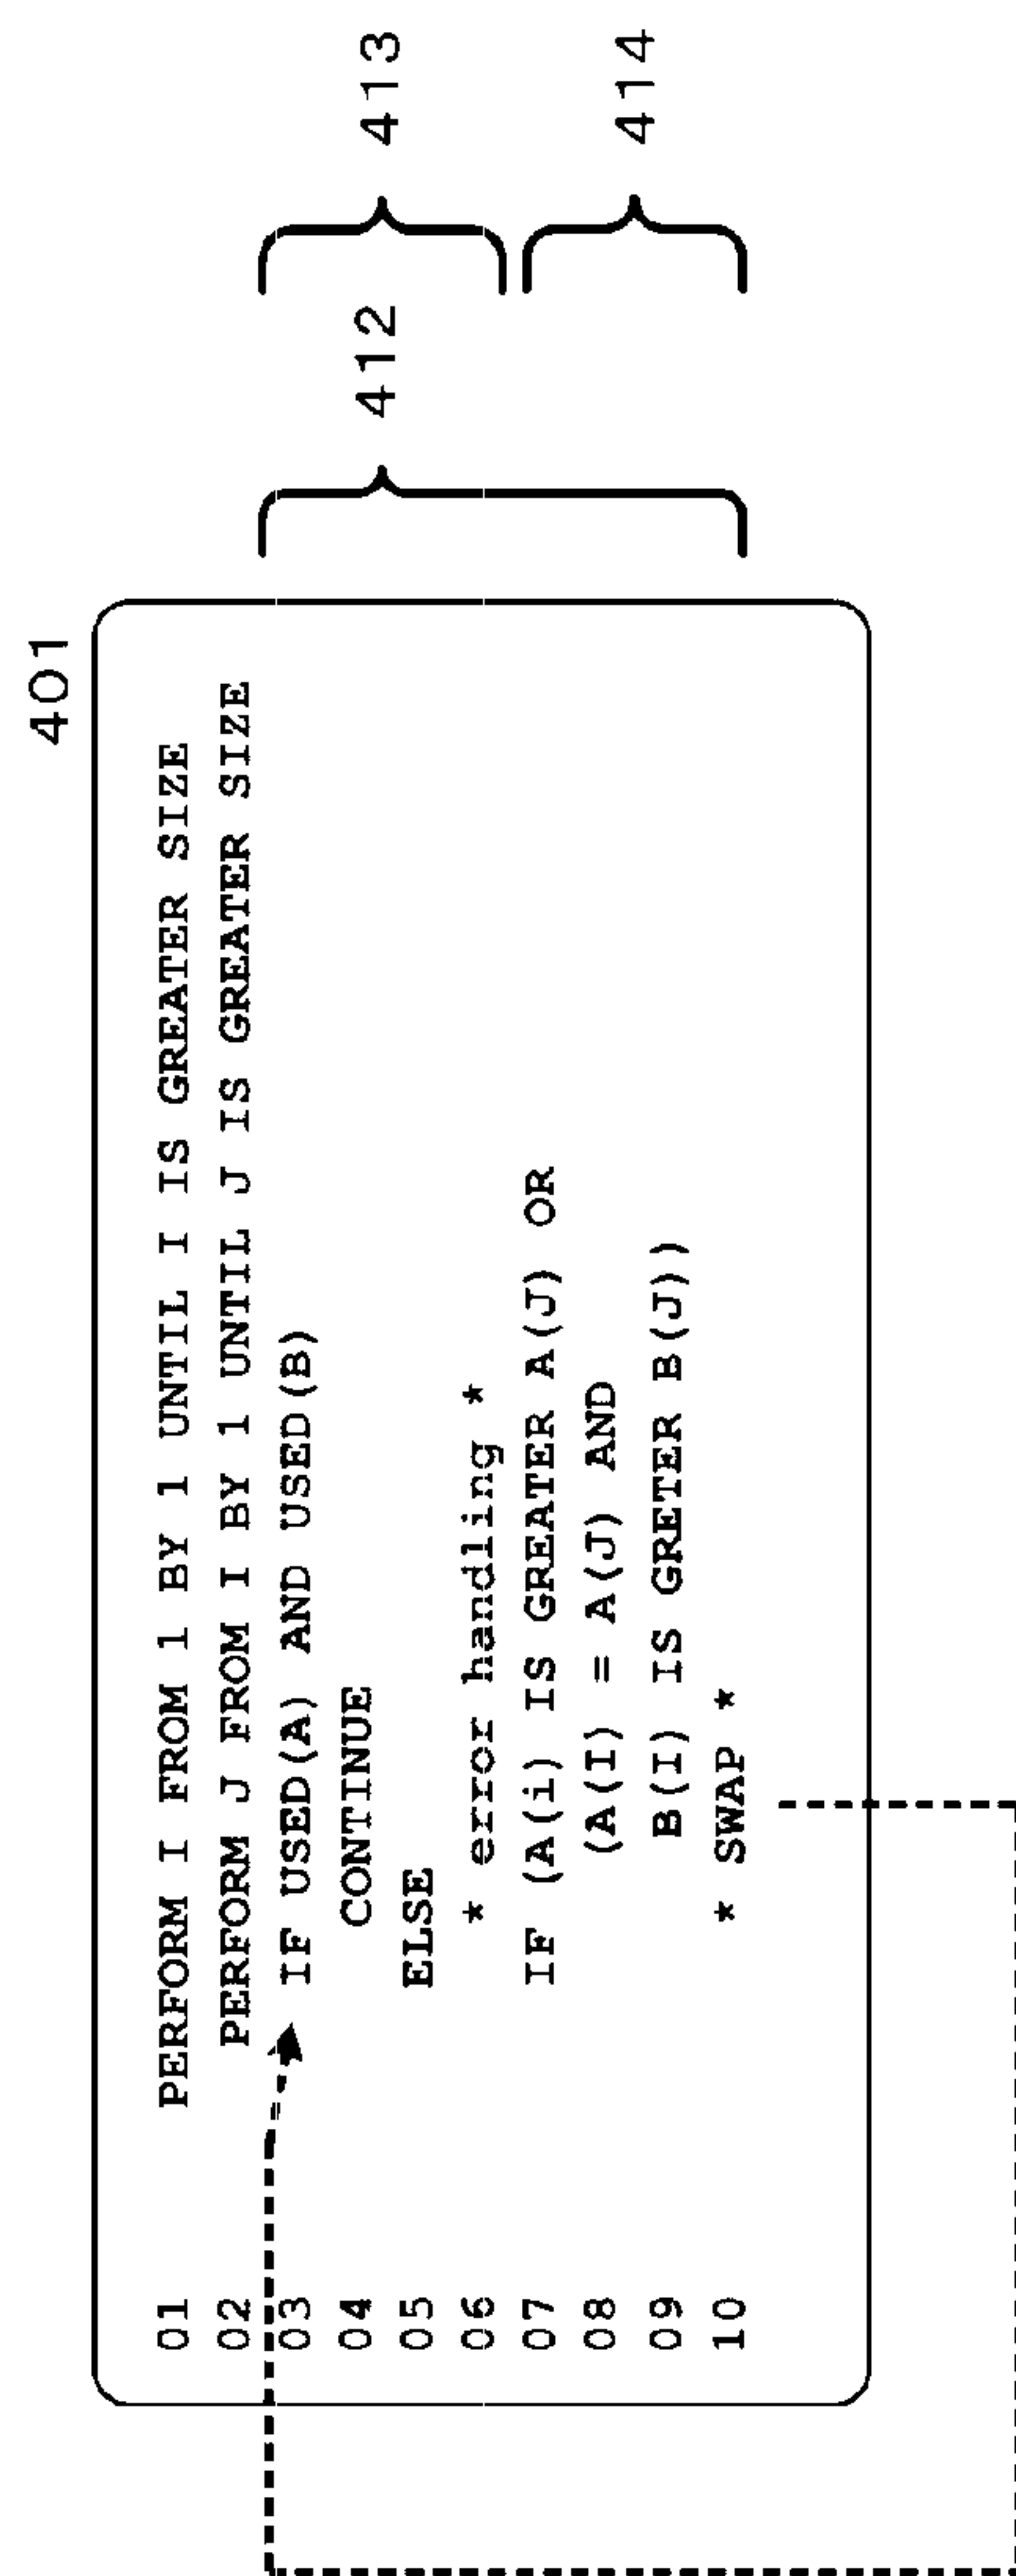 401
01 PERFORM I FROM 1 BY 1 UNTIL I IS GREATER SIZE
02 PERFORM J FROM I BY 1 UNTIL J IS GREATER SIZE
03 IF USED(A) AND USED(B)
04 CONTINUE
05 ELSE
06 * error handling *
07 IF (A(i) IS GREATER A(J) OR
08 (A(I) = A(J) AND
09 B(I) IS GRETER B(J))
10 * SWAP *
412
413
414